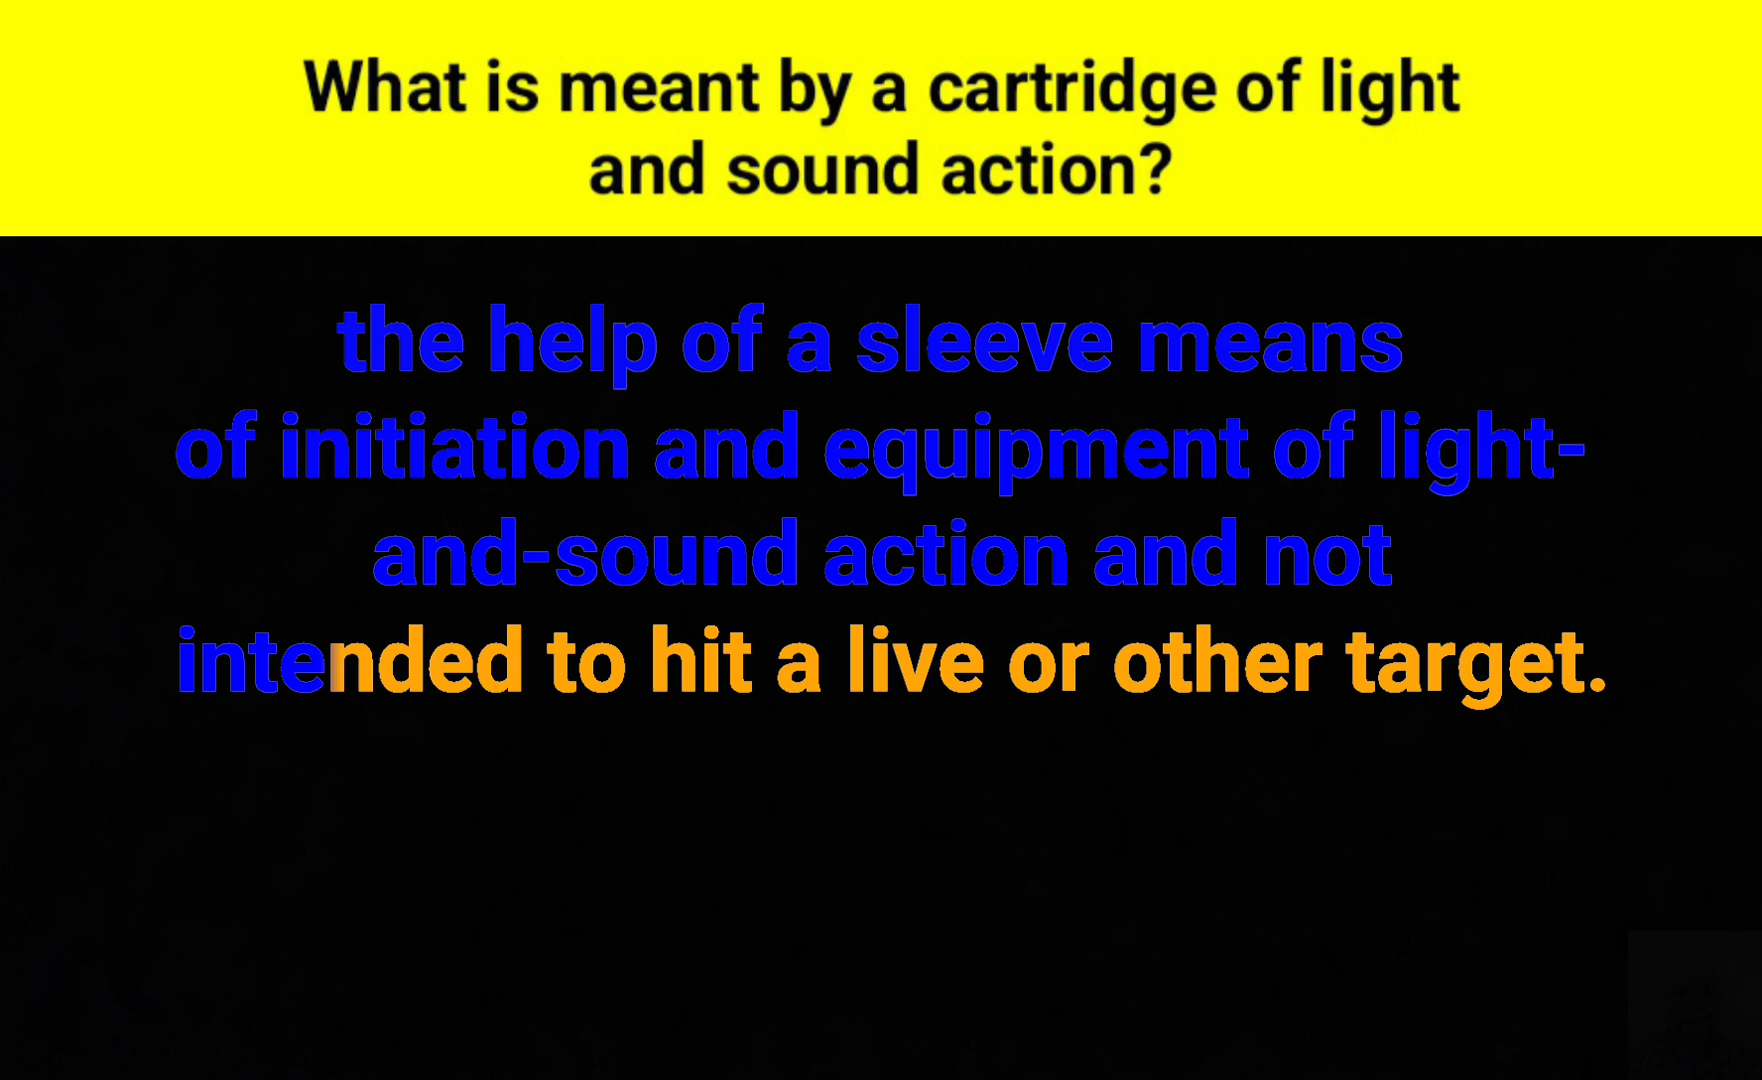 What is meant by a cartridge of light
and sound action?
the help of a sleeve means
of initiation and equipment of light-
and-sound action and not
intended to hit a live or other target.